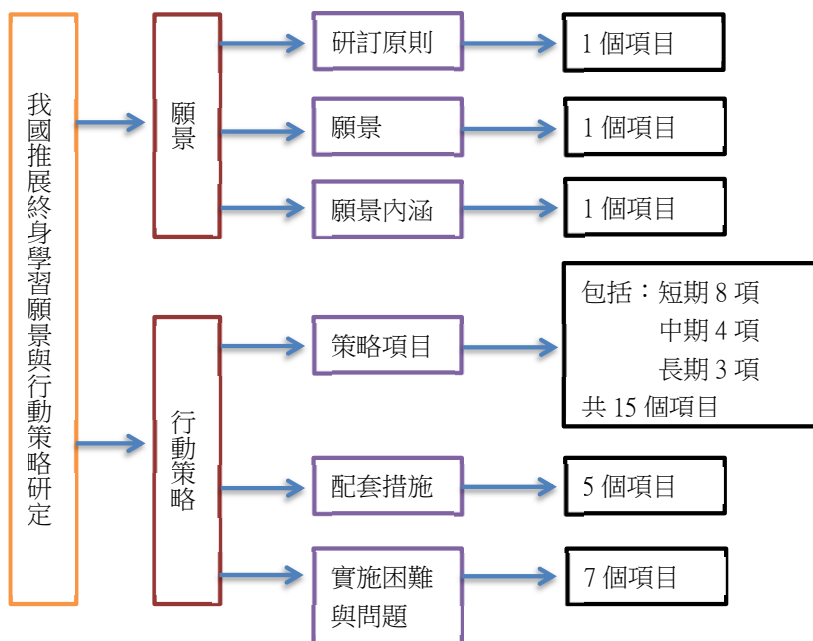 我國推展終身學習願景與行動策略研定
願景
研訂原則
1 個項目
願景
1 個項目
願景內涵
1 個項目
行動策略
策略項目
包括：短期 8 項
中期 4 項
長期 3 項
共 15 個項目
配套措施
5 個項目
實施困難
與問題
7 個項目